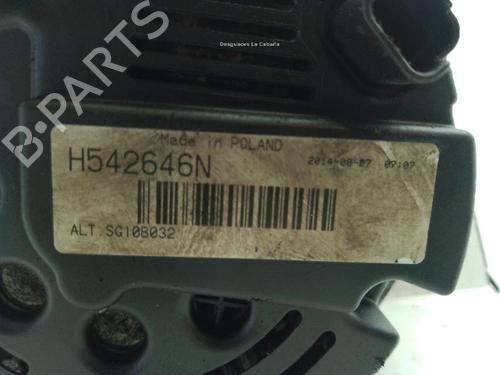 Desguaces La Cabaña
B-PARTS
Made in POLAND
H542646N
2014-08-27 07:07
ALT SG10B032